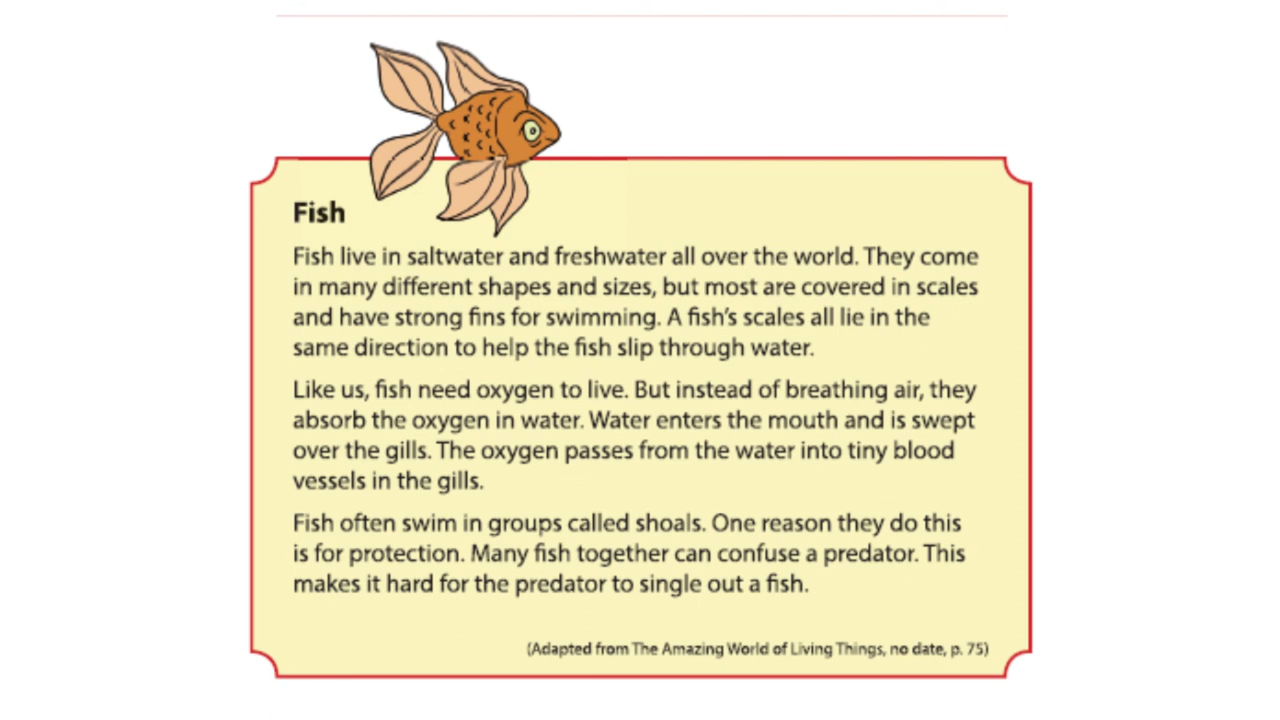 Fish
Fish live in saltwater and freshwater all over the world. They come
in many different shapes and sizes, but most are covered in scales
and have strong fins for swimming. A fish's scales all lie in the
same direction to help the fish slip through water.
Like us, fish need oxygen to live. But instead of breathing air, they
absorb the oxygen in water. Water enters the mouth and is swept
over the gills. The oxygen passes from the water into tiny blood
vessels in the gills.
Fish often swim in groups called shoals. One reason they do this
is for protection. Many fish together can confuse a predator. This
makes it hard for the predator to single out a fish.
(Adapted from The Amazing World of Living Things, no date, p. 75)